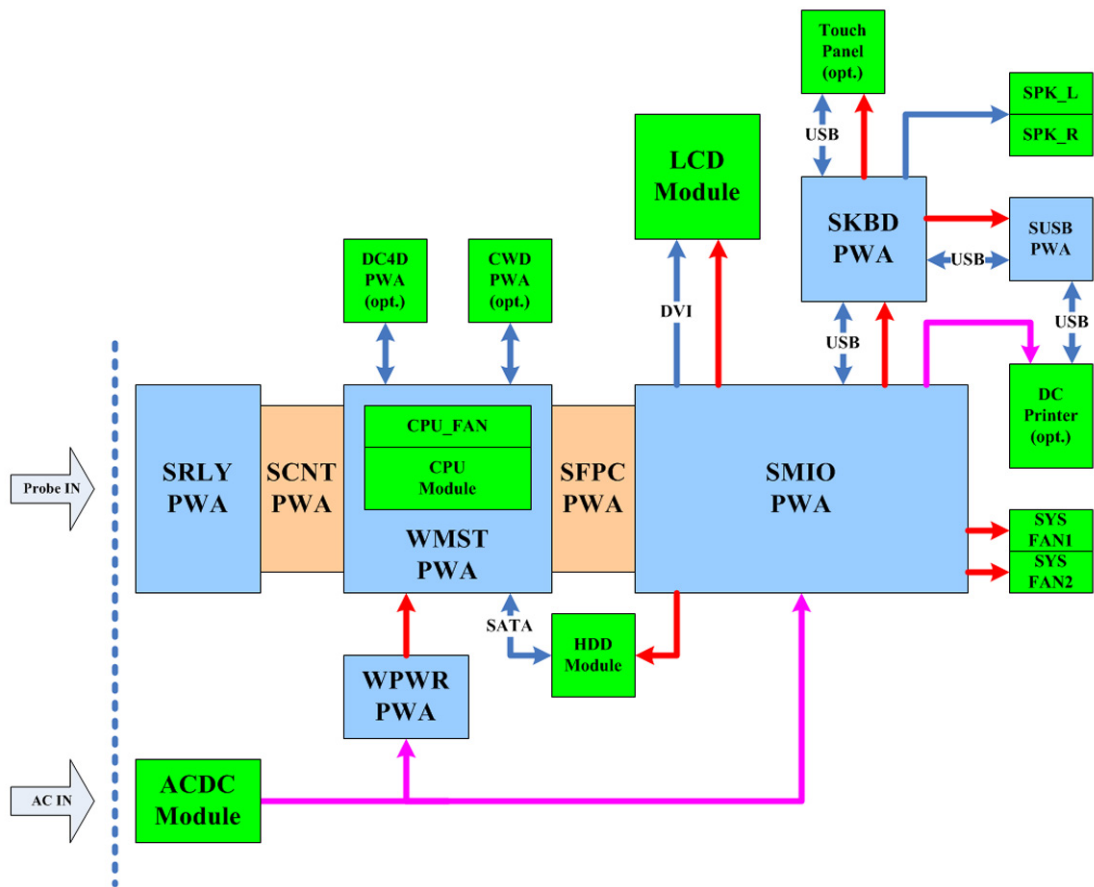 Touch
Panel
(opt.)
SPK_L
SPK_R
USB
LCD
Module
SKBD
PWA
SUSB
PWA
USB
DC4D
PWA
(opt.)
CWD
PWA
(opt.)
DVI
USB
USB
DC
Printer
(opt.)
CPU_FAN
CPU
Module
Probe IN
SRLY
PWA
SCNT
PWA
WMST
PWA
SFPC
PWA
SMIO
PWA
SYS
FAN1
SYS
FAN2
SATA
HDD
Module
WPWR
PWA
AC IN
ACDC
Module